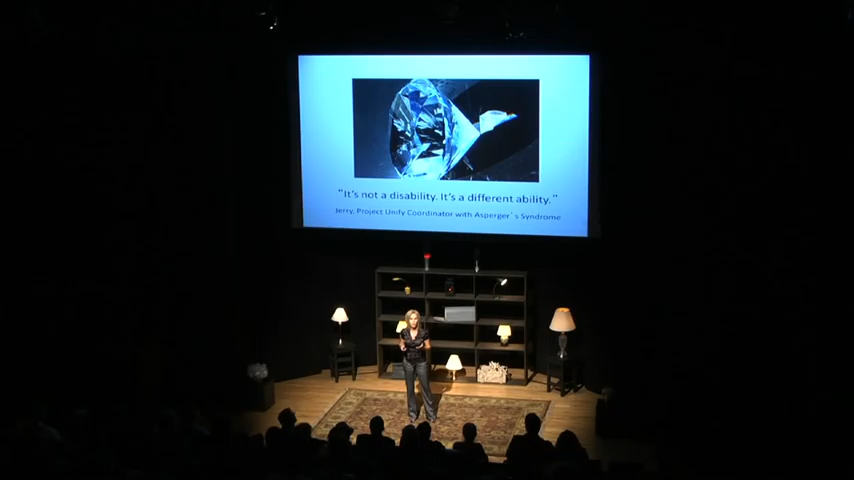 "It's not a disability. It's a different ability."
Jerry, Project Unify Coordinator with Asperger's Syndrome